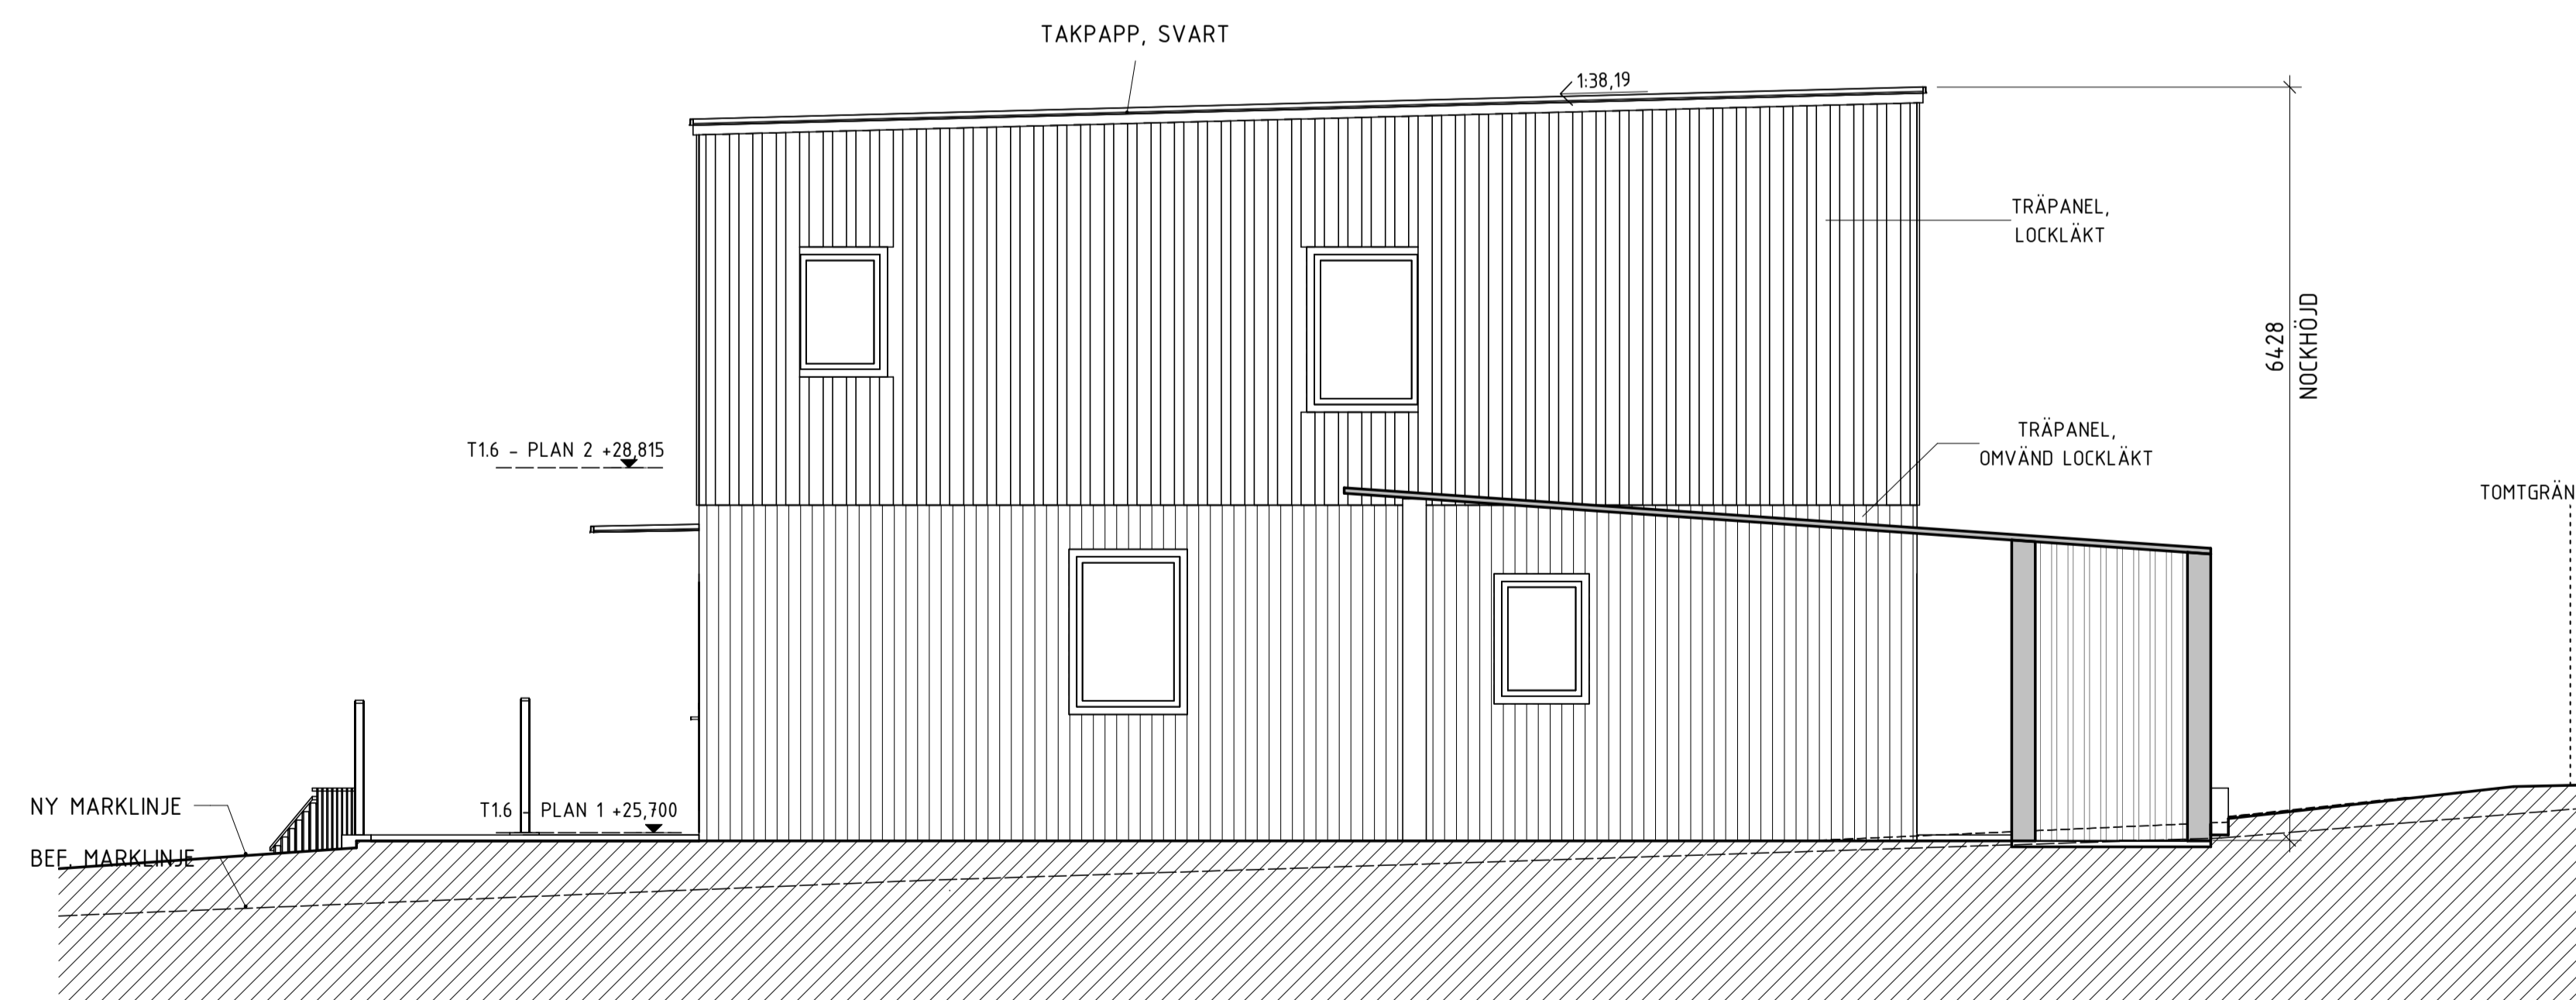 TAKPAPP, SVART
1:38,19
TRÄPANEL,
LOCKLÄKT
6428
NOCKHÖJD
T1.6 - PLAN 2 +28,815
TRÄPANEL,
OMVÄND LOCKLÄKT
TOMTGRÄN
NY MARKLINJE
T1.6 - PLAN 1 +25,700
BEF. MARKLINJE